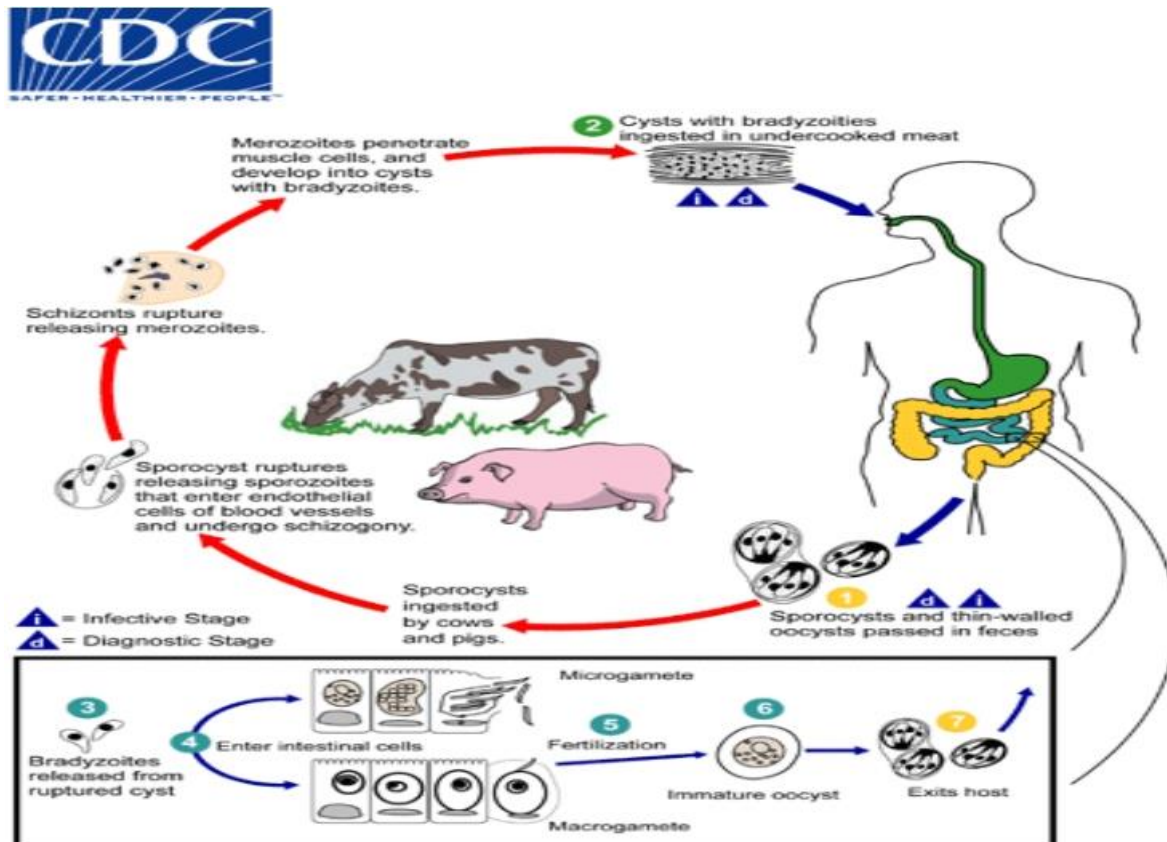 CDC
SAFER • HEALTHIER • PEOPLE™
2 Cysts with bradyzoities
ingested in undercooked meat
i d
Merozoites penetrate
muscle cells, and
develop into cysts
with bradyzoites.
Schizonts rupture
releasing merozoites.
Sporocyst ruptures
releasing sporozoites
that enter endothelial
cells of blood vessels
and undergo schizogony.
Sporocysts
ingested
by cows
and pigs.
1 d i
Sporocysts and thin-walled
oocysts passed in feces
i = Infective Stage
d = Diagnostic Stage
3
Bradyzoites
released from
ruptured cyst
4 Enter intestinal cells
Microgamete
Macrogamete
5
Fertilization
6
Immature oocyst
7
Exits host